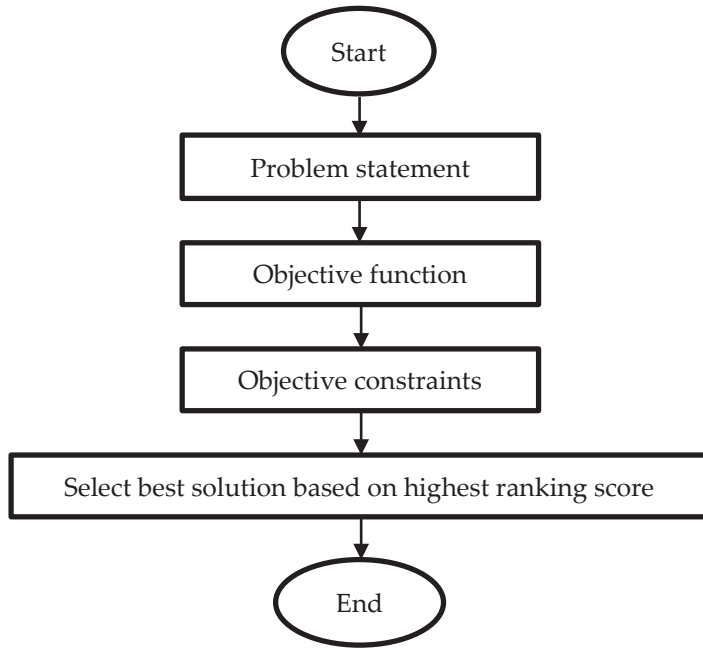 Start
Problem statement
Objective function
Objective constraints
Select best solution based on highest ranking score
End